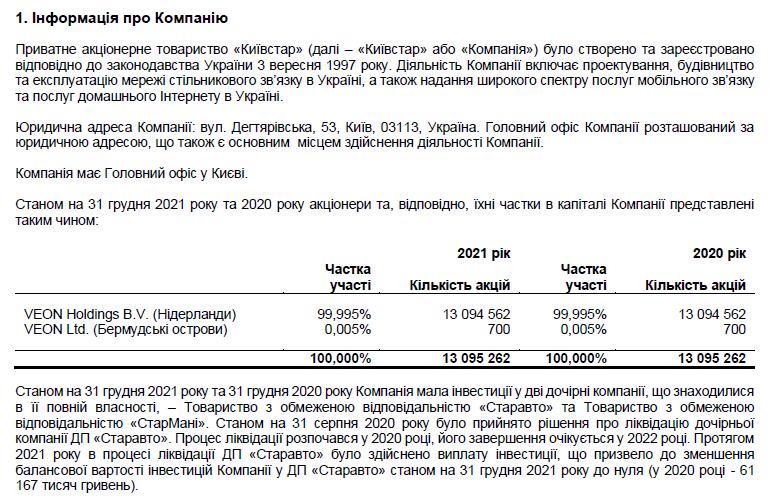 1. Інформація про Компанію
Приватне акціонерне товариство «Київстар» (далі – «Київстар» або «Компанія») було створено та зареєстровано
відповідно до законодавства України 3 вересня 1997 року. Діяльність Компанії включає проектування, будівництво
та експлуатацію мережі стільникового зв’язку в Україні, а також надання широкого спектру послуг мобільного зв’язку
та послуг домашнього Інтернету в Україні.
Юридична адреса Компанії: вул. Дегтярівська, 53, Київ, 03113, Україна. Головний офіс Компанії розташований за
юридичною адресою, що також є основним місцем здійснення діяльності Компанії.
Компанія має Головний офіс у Києві.
Станом на 31 грудня 2021 року та 2020 року акціонери та, відповідно, їхні частки в капіталі Компанії представлені
таким чином:
2021 рік 2020 рік
Частка участі Кількість акцій Частка участі Кількість акцій
VEON Holdings B.V. (Нідерланди) 99,995% 13 094 562 99,995% 13 094 562
VEON Ltd. (Бермудські острови) 0,005% 700 0,005% 700
100,000% 13 095 262 100,000% 13 095 262
Станом на 31 грудня 2021 року та 31 грудня 2020 року Компанія мала інвестиції у дві дочірні компанії, що знаходилися
в її повній власності, – Товариство з обмеженою відповідальністю «Старавто» та Товариство з обмеженою
відповідальністю «СтарМані». Станом на 31 серпня 2020 року було прийнято рішення про ліквідацію дочірньої
компанії ДП «Старавто». Процес ліквідації розпочався у 2020 році, його завершення очікується у 2022 році. Протягом
2021 року в процесі ліквідації ДП «Старавто» було здійснено виплату інвестиції, що призвело до зменшення
балансової вартості інвестицій Компанії у ДП «Старавто» станом на 31 грудня 2021 року до нуля (у 2020 році - 61
167 тисяч гривень).